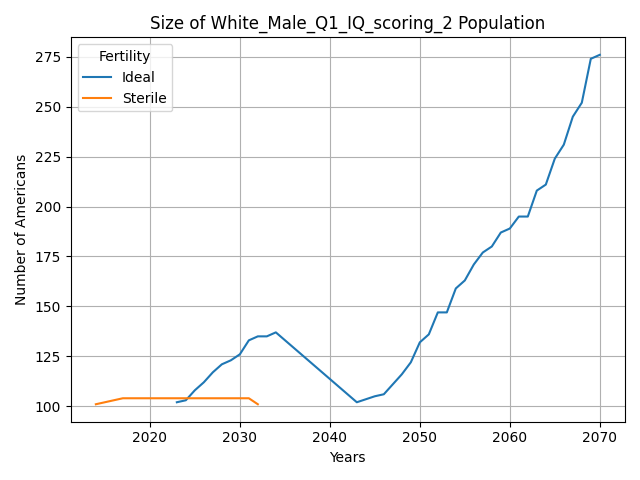 Size of White_Male_Q1_IQ_scoring_2 Population
Fertility
Ideal
Sterile
Number of Americans
275
250
225
200
175
150
125
100
2020 2030 2040 2050 2060 2070
Years